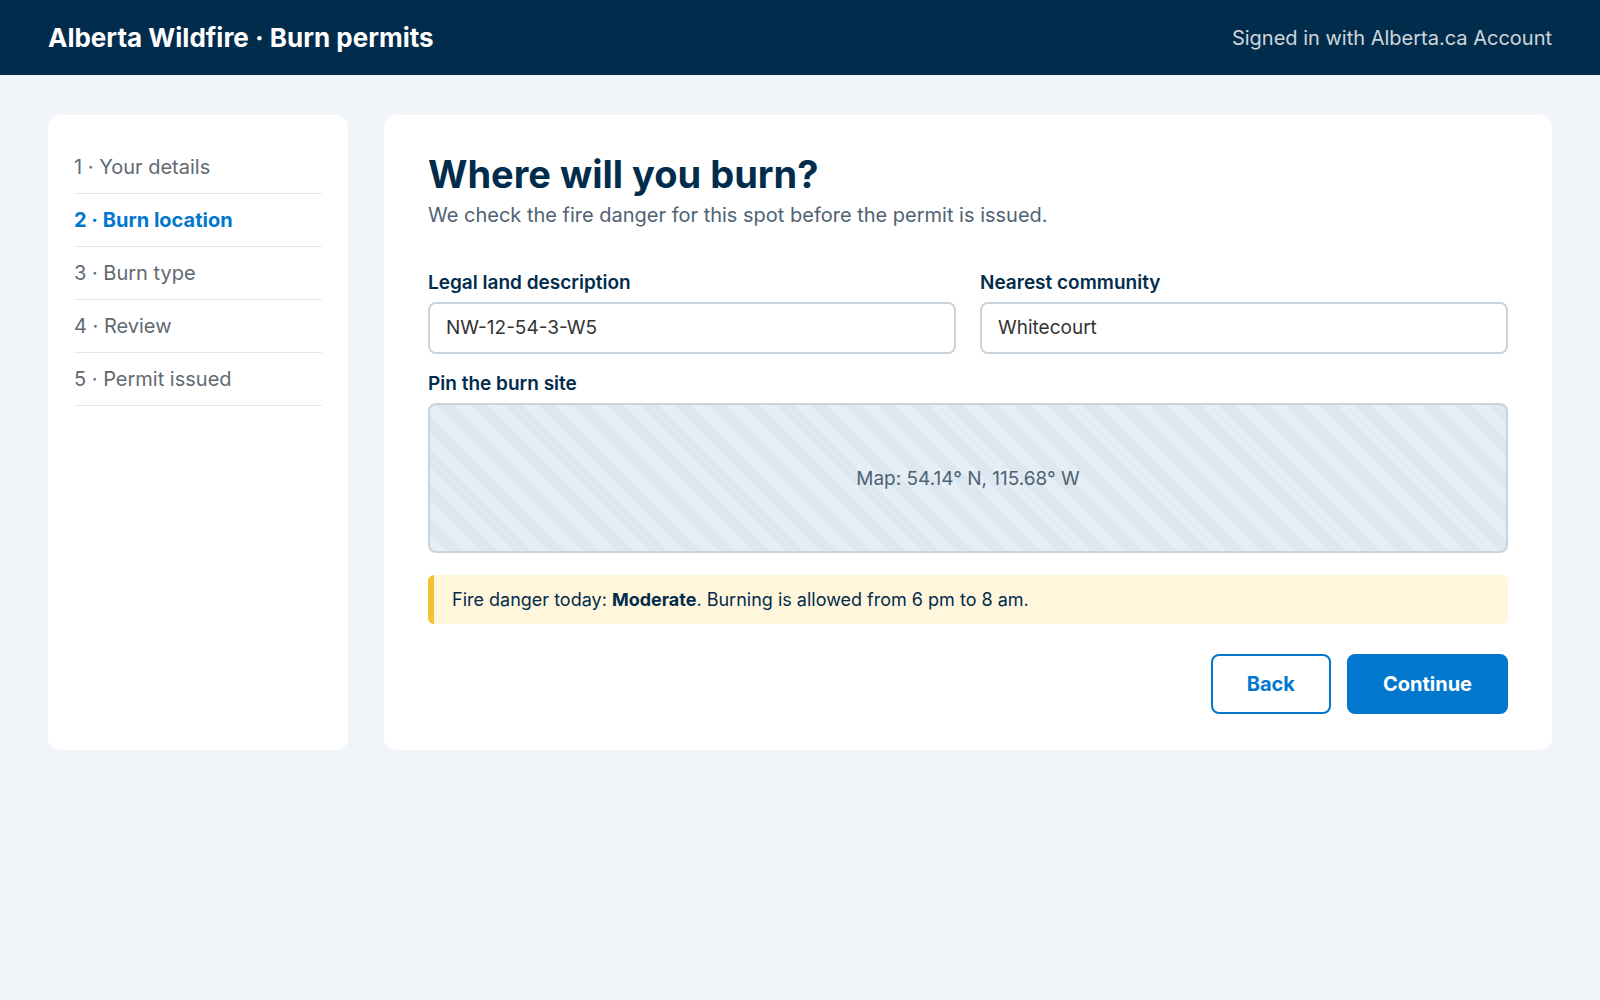 Alberta Wildfire · Burn permits
Signed in with Alberta.ca Account
1 · Your details
2 · Burn location
3 · Burn type
4 · Review
5 · Permit issued
Where will you burn?
We check the fire danger for this spot before the permit is issued.
Legal land description
Nearest community
NW-12-54-3-W5
Whitecourt
Pin the burn site
Map: 54.14° N, 115.68° W
Fire danger today: Moderate. Burning is allowed from 6 pm to 8 am.
Back
Continue